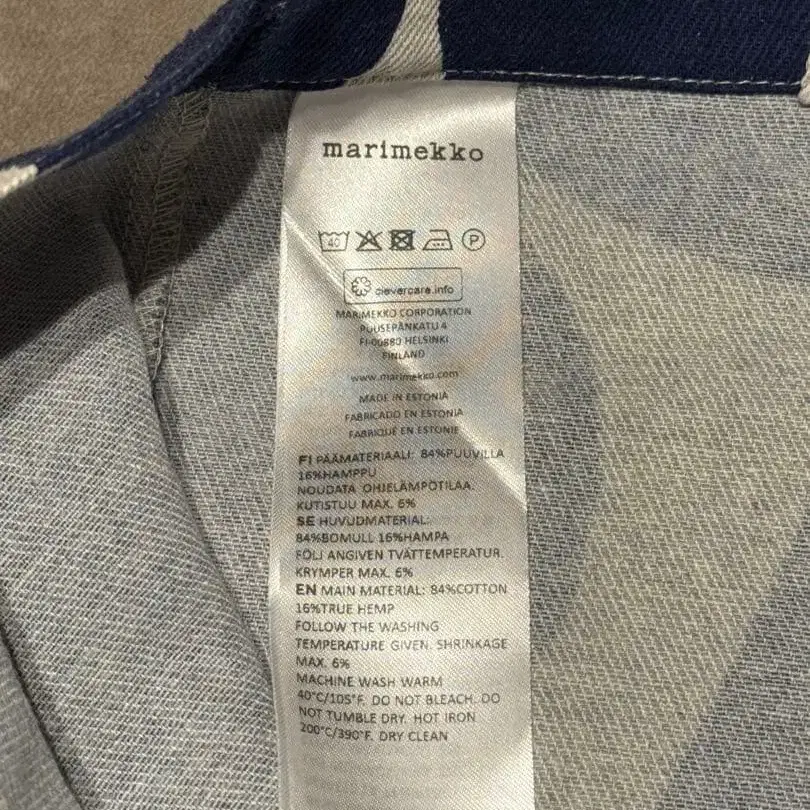 marimekko
40 P
clevercare.info
MARIMEKKO CORPORATION
PUUSEPÄNKATU 4
FI-00880 HELSINKI
FINLAND
www.marimekko.com
MADE IN ESTONIA
FABRICADO EN ESTONIA
FABRIQUÉ EN ESTONIE
FI PÄÄMATERIAALI: 84%PUUVILLA
16%HAMPPU
NOUDATA OHJELÄMPÖTILAA.
KUTISTUU MAX. 6%
SE HUVUDMATERIAL:
84%BOMULL 16%HAMPA
FÖLJ ANGIVEN TVÄTTEMPERATUR.
KRYMPER MAX. 6%
EN MAIN MATERIAL: 84%COTTON
16%TRUE HEMP
FOLLOW THE WASHING
TEMPERATURE GIVEN. SHRINKAGE
MAX. 6%
MACHINE WASH WARM
40°C/105°F. DO NOT BLEACH. DO
NOT TUMBLE DRY. HOT IRON
200°C/390°F. DRY CLEAN